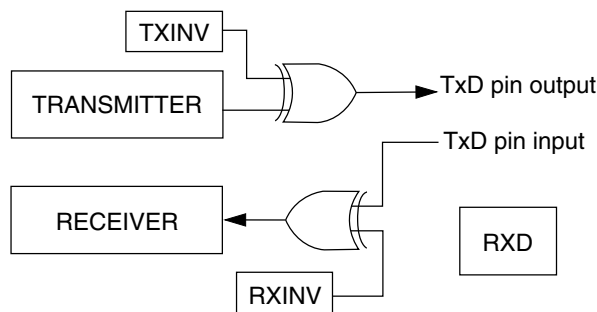 TXINV
TRANSMITTER
TxD pin output
TxD pin input
RECEIVER
RXD
RXINV